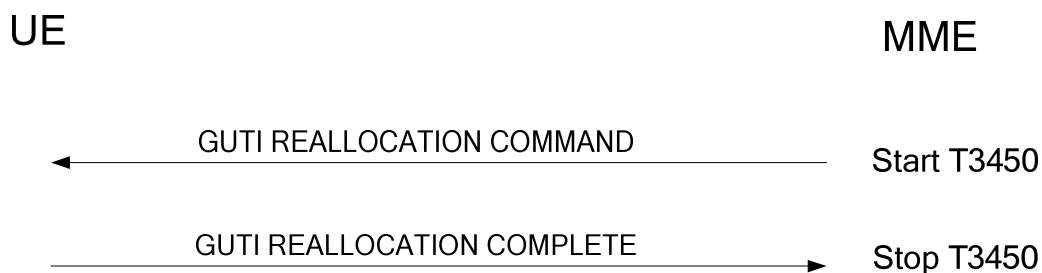 UE
MME
GUTI REALLOCATION COMMAND
Start T3450
GUTI REALLOCATION COMPLETE
Stop T3450